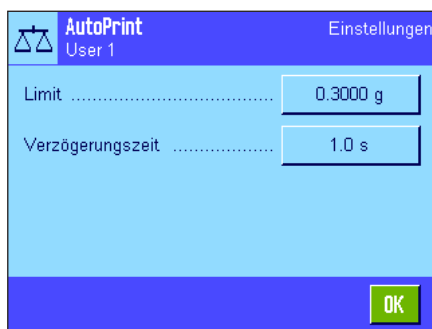 AutoPrint Einstellungen
User 1
Limit ..................................... 0.3000 g
Verzögerungszeit ................... 1.0 s
OK